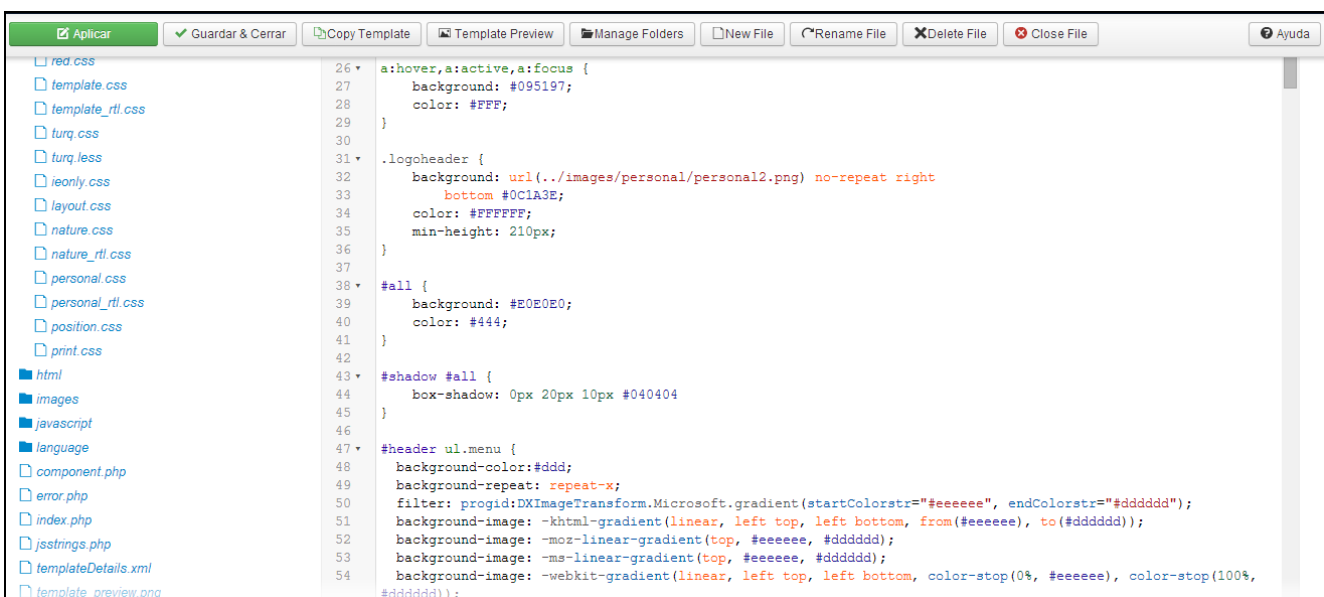 Aplicar
Guardar & Cerrar
Copy Template
Template Preview
Manage Folders
New File
Rename File
Delete File
Close File
Ayuda
red.css
template.css
template_rtl.css
turq.css
turq.less
ieonly.css
layout.css
nature.css
nature_rtl.css
personal.css
personal_rtl.css
position.css
print.css
html
images
javascript
language
component.php
error.php
index.php
jsstrings.php
templateDetails.xml
template_preview.png
26 a:hover,a:active,a:focus {
27 background: #095197;
28 color: #FFF;
29 }
30
31 .logoheader {
32 background: url(../images/personal/personal2.png) no-repeat right
33 bottom #0C1A3E;
34 color: #FFFFFF;
35 min-height: 210px;
36 }
37
38 #all {
39 background: #E0E0E0;
40 color: #444;
41 }
42
43 #shadow #all {
44 box-shadow: 0px 20px 10px #040404
45 }
46
47 #header ul.menu {
48 background-color:#ddd;
49 background-repeat: repeat-x;
50 filter: progid:DXImageTransform.Microsoft.gradient(startColorstr="#eeeeee", endColorstr="#dddddd");
51 background-image: -khtml-gradient(linear, left top, left bottom, from(#eeeeee), to(#dddddd));
52 background-image: -moz-linear-gradient(top, #eeeeee, #dddddd);
53 background-image: -ms-linear-gradient(top, #eeeeee, #dddddd);
54 background-image: -webkit-gradient(linear, left top, left bottom, color-stop(0%, #eeeeee), color-stop(100%,
#dddddd));